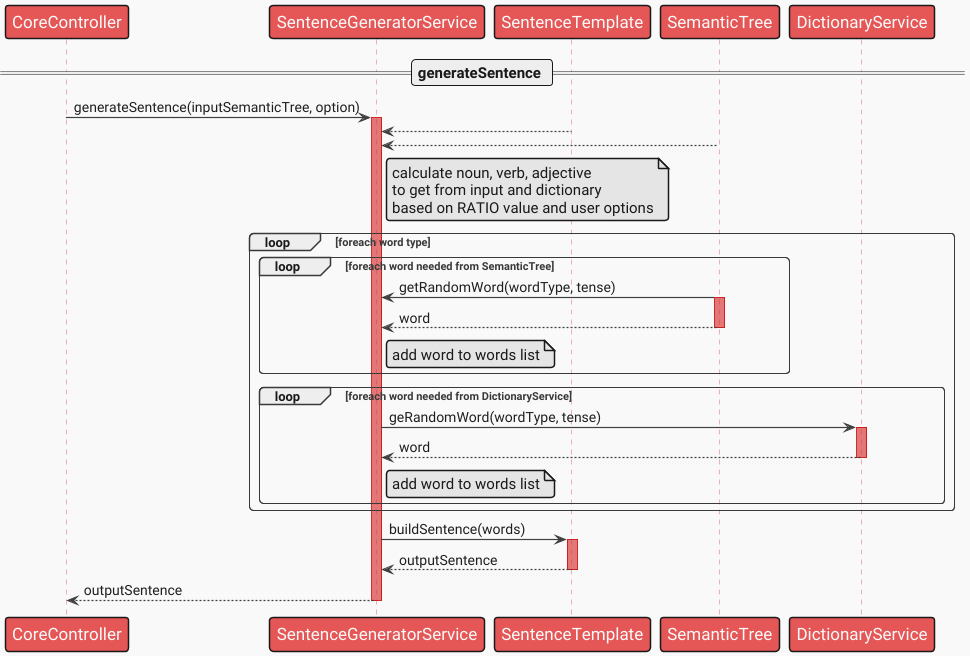 CoreController
SentenceGeneratorService
SentenceTemplate
SemanticTree
DictionaryService
generateSentence
generateSentence(inputSemanticTree, option)
calculate noun, verb, adjective
to get from input and dictionary
based on RATIO value and user options
loop
[foreach word type]
loop
[foreach word needed from SemanticTree]
getRandomWord(wordType, tense)
word
add word to words list
loop
[foreach word needed from DictionaryService]
geRandomWord(wordType, tense)
word
add word to words list
buildSentence(words)
outputSentence
outputSentence
CoreController
SentenceGeneratorService
SentenceTemplate
SemanticTree
DictionaryService